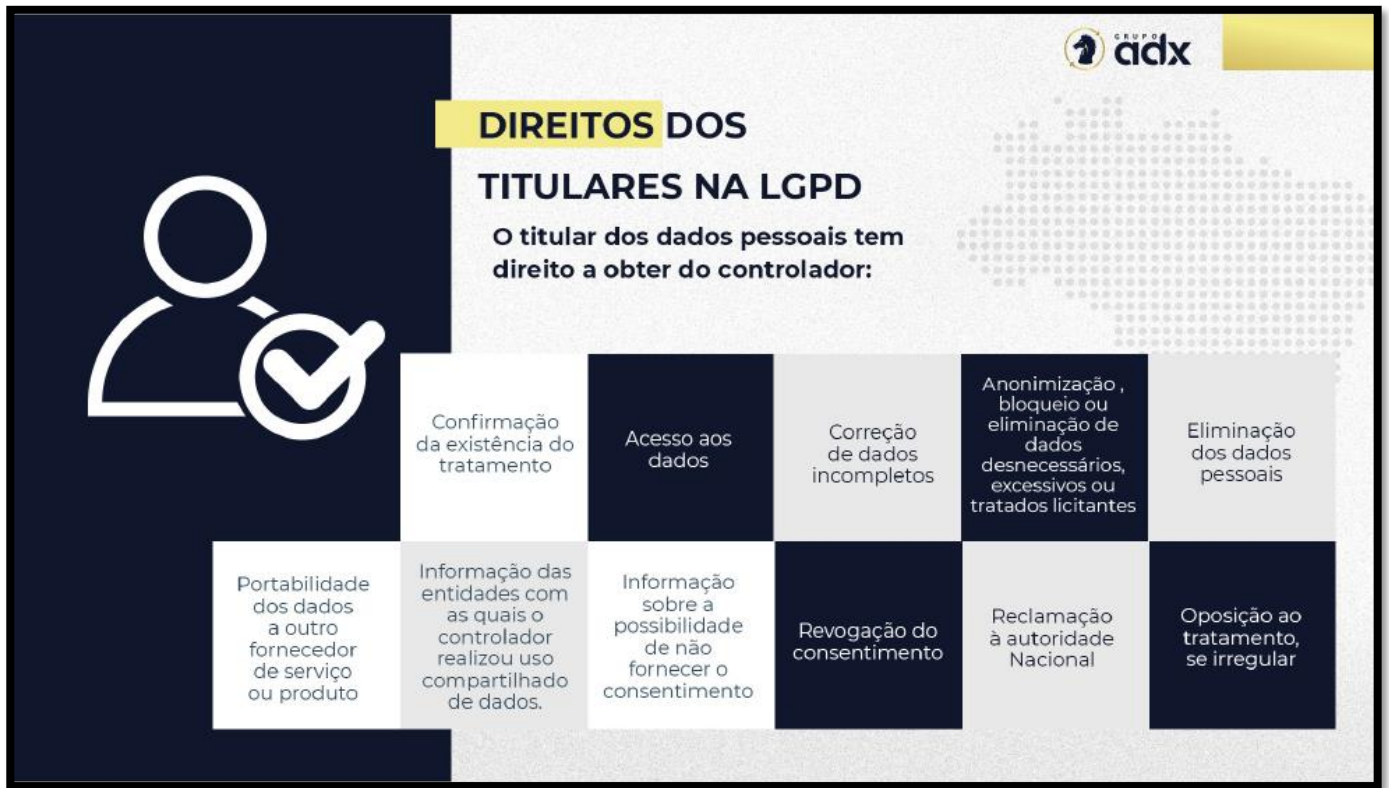 GRUPO
adx
DIREITOS DOS
TITULARES NA LGPD
O titular dos dados pessoais tem
direito a obter do controlador:
Confirmação
da existência do
tratamento
Acesso aos
dados
Correção
de dados
incompletos
Anonimização ,
bloqueio ou
eliminação de
dados
desnecessários,
excessivos ou
tratados licitantes
Eliminação
dos dados
pessoais
Portabilidade
dos dados
a outro
fornecedor
de serviço
ou produto
Informação das
entidades com
as quais o
controlador
realizou uso
compartilhado
de dados.
Informação
sobre a
possibilidade
de não
fornecer o
consentimento
Revogação do
consentimento
Reclamação
à autoridade
Nacional
Oposição ao
tratamento,
se irregular